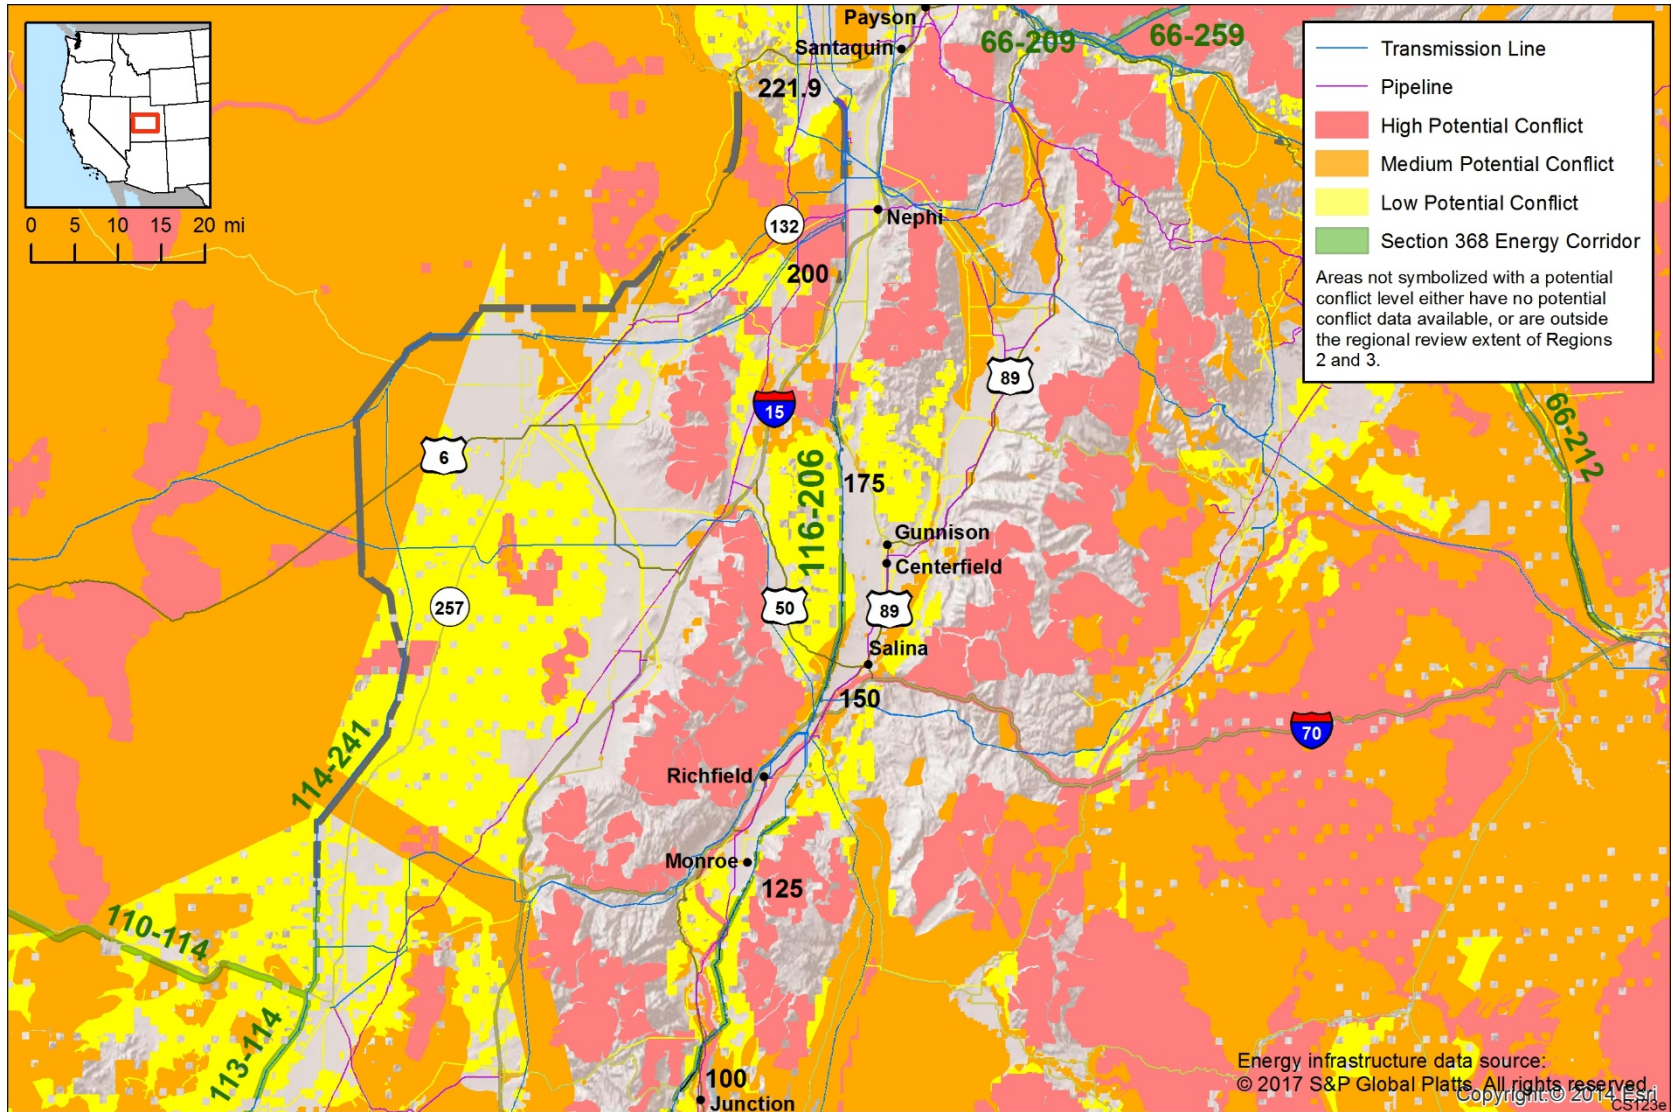 Payson
Santaquin
66-209
66-259
221.9
Transmission Line
Pipeline
High Potential Conflict
Medium Potential Conflict
Low Potential Conflict
Section 368 Energy Corridor
Areas not symbolized with a potential
conflict level either have no potential
conflict data available, or are outside
the regional review extent of Regions
2 and 3.
0 5 10 15 20 mi
132
Nephi
200
89
15
6
116-206
175
66-212
Gunnison
Centerfield
257
50
89
Salina
150
70
114-241
Richfield
Monroe
125
110-114
113-114
100
Junction
Energy infrastructure data source:
© 2017 S&P Global Platts. All rights reserved.
Copyright:© 2014 Esri
CS123e